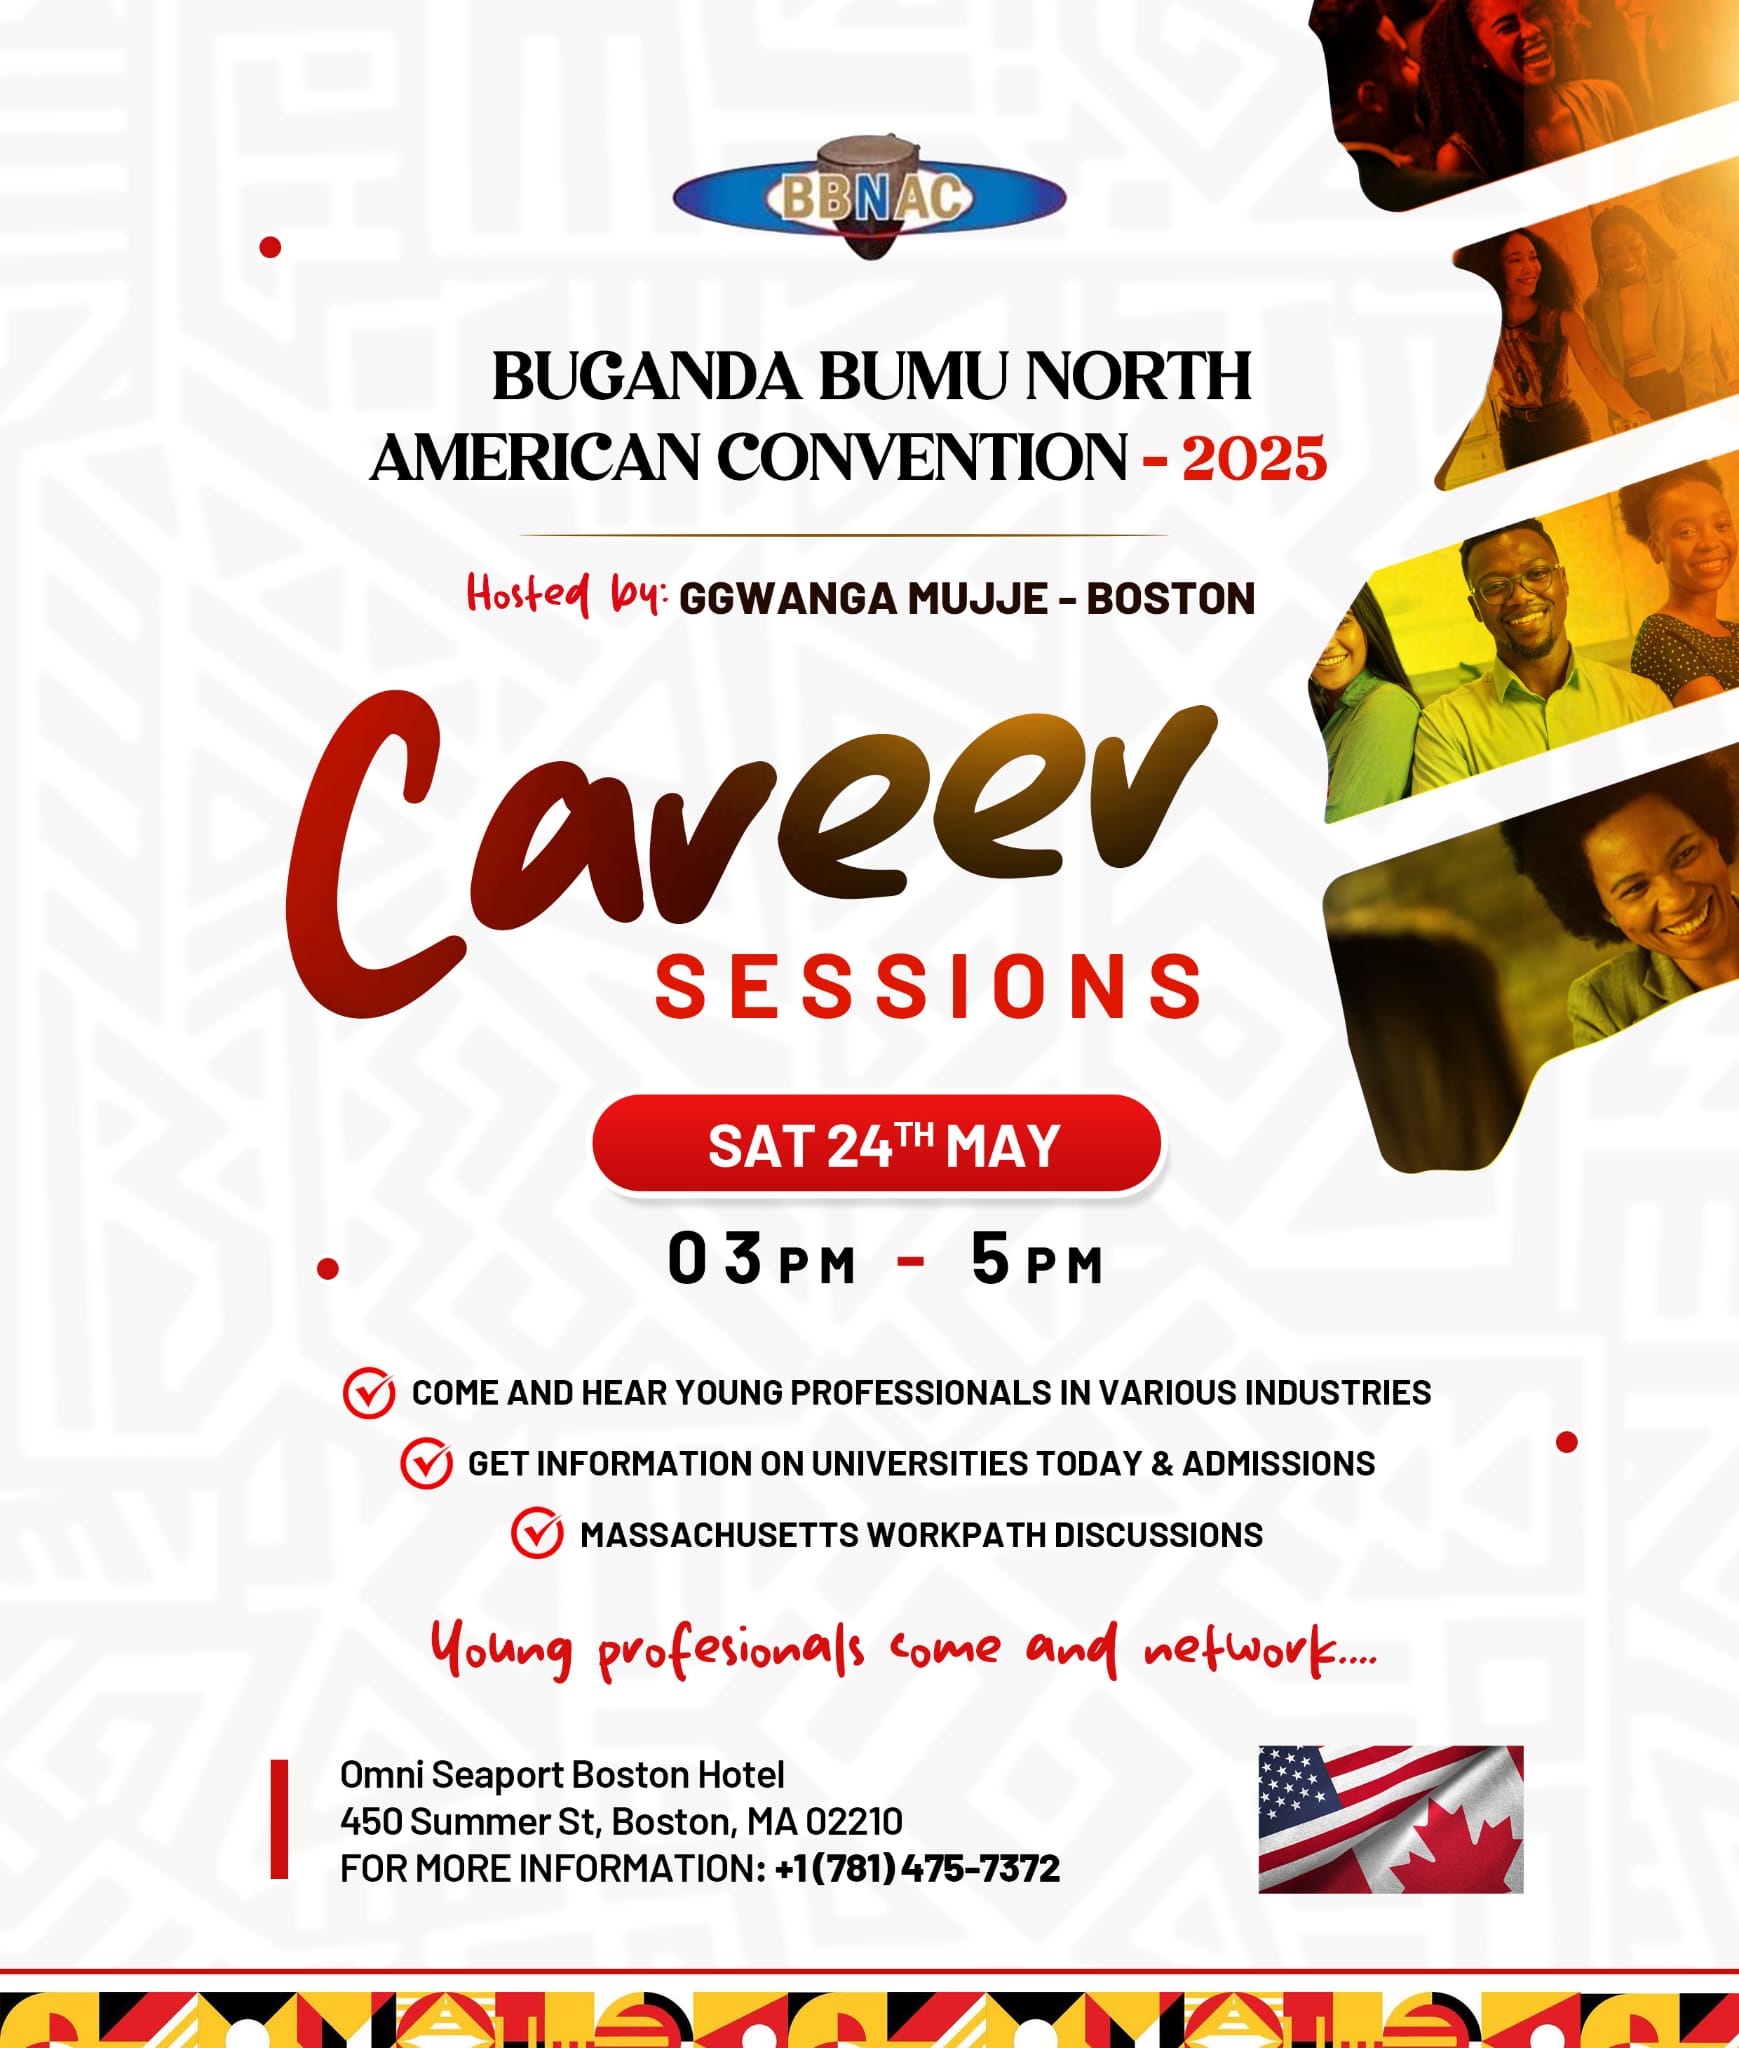 BBNAC
BUGANDA BUMU NORTH
AMERICAN CONVENTION - 2025
Hosted by: GGWANGA MUJJE - BOSTON
Career
SESSIONS
SAT 24TH MAY
03PM - 5PM
COME AND HEAR YOUNG PROFESSIONALS IN VARIOUS INDUSTRIES
GET INFORMATION ON UNIVERSITIES TODAY & ADMISSIONS
MASSACHUSETTS WORKPATH DISCUSSIONS
Young profesionals come and network....
Omni Seaport Boston Hotel
450 Summer St, Boston, MA 02210
FOR MORE INFORMATION: +1 (781) 475-7372